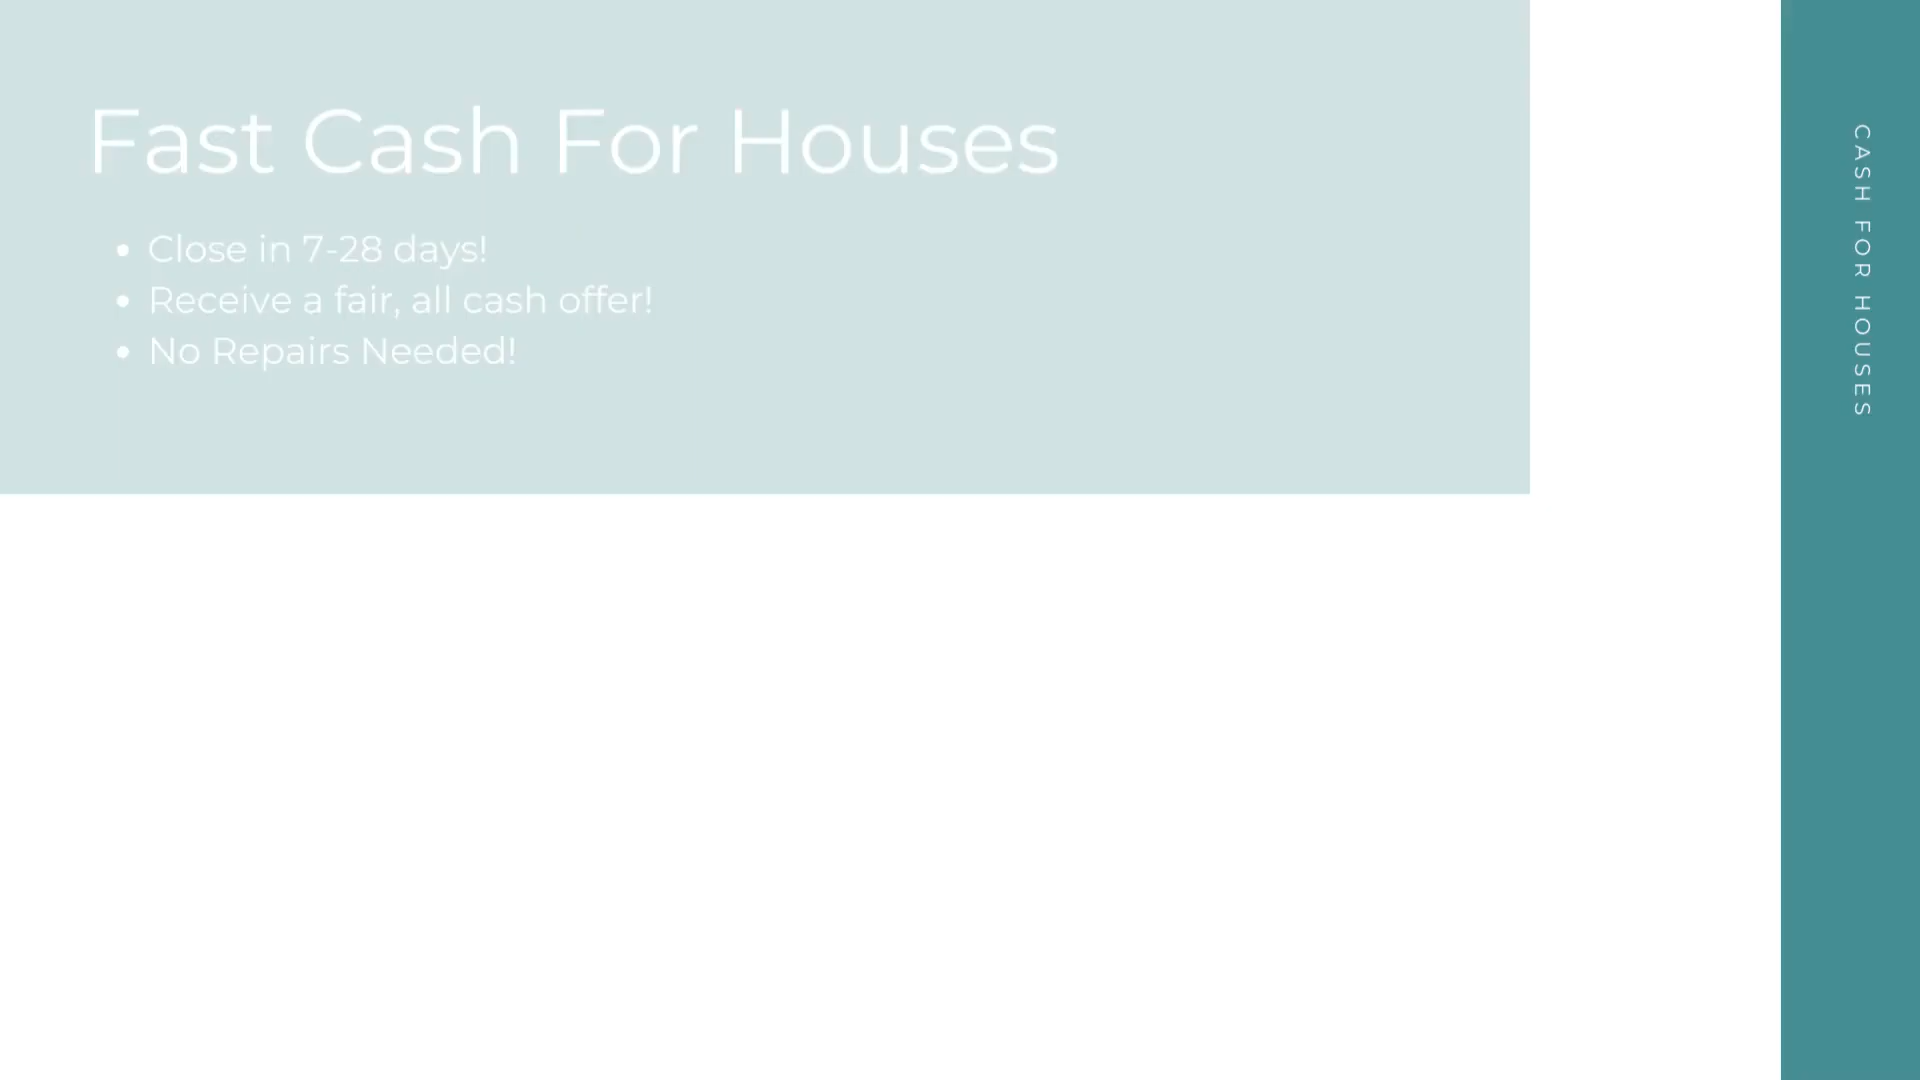 Fast Cash For Houses
• Close in 7-28 days!
• Receive a fair, all cash offer!
• No Repairs Needed!
CASH FOR HOUSES